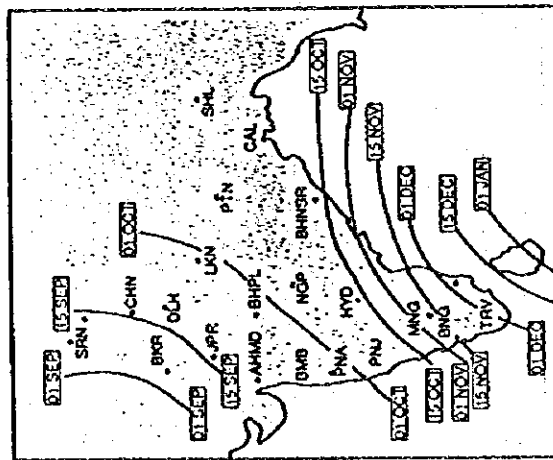 01 SEP
SRN
15 SEP
CHN
01 OCT
BKR
DLH
LKN
PTN
SHL
01 SEP
JPR
15 SEP
AHMD
BHPL
CAL
BMB
NGP
BHNSR
15 OCT
PNA
HYD
01 NOV
PNJ
15 NOV
01 OCT
MNG
01 DEC
15 OCT
BNG
15 DEC
01 NOV
15 NOV
TRV
01 JAN
01 DEC